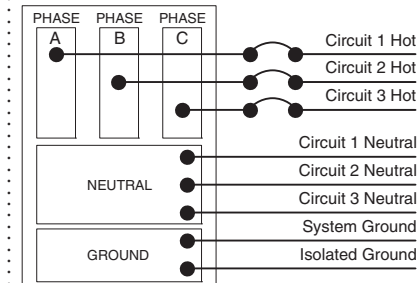 PHASE PHASE PHASE
A B C
Circuit 1 Hot
Circuit 2 Hot
Circuit 3 Hot
NEUTRAL
Circuit 1 Neutral
Circuit 2 Neutral
Circuit 3 Neutral
GROUND
System Ground
Isolated Ground